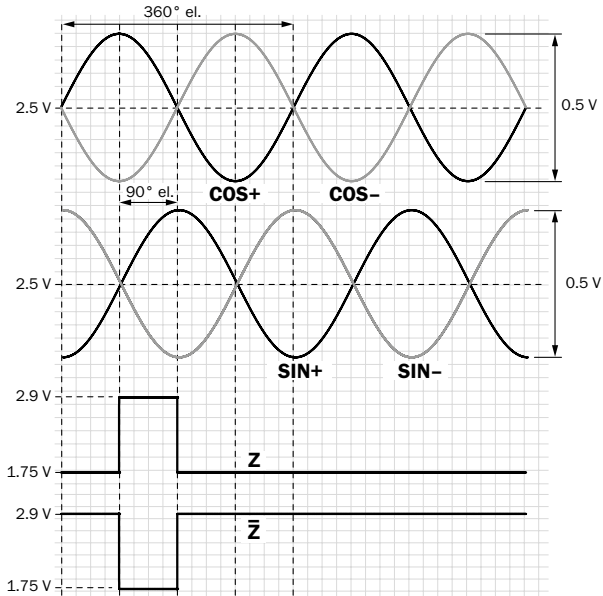 360° el.
2.5 V
0.5 V
90° el.
COS+ COS–
2.5 V
0.5 V
SIN+ SIN–
2.9 V
Z
1.75 V
2.9 V
Z̅
1.75 V